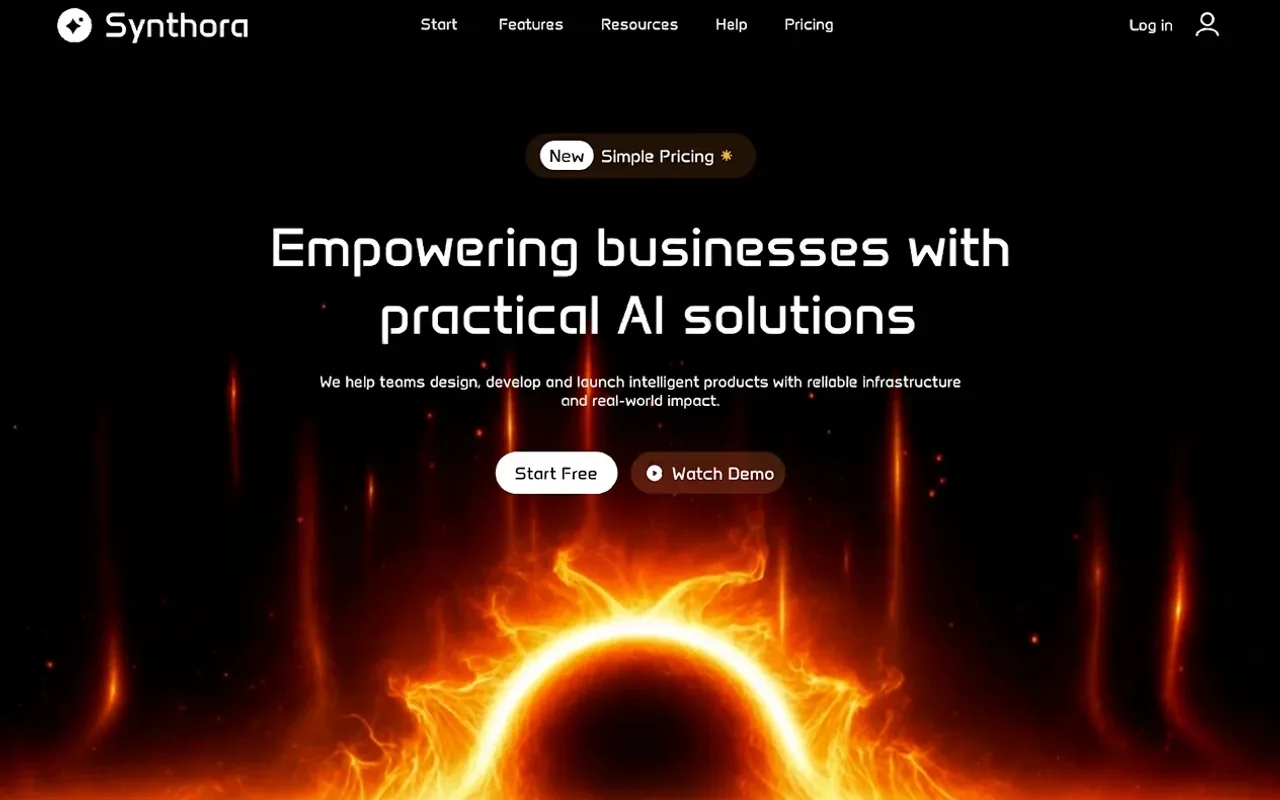 Synthora
Start
Features
Resources
Help
Pricing
Log in
New
Simple Pricing
Empowering businesses with
practical AI solutions
We help teams design, develop and launch intelligent products with reliable infrastructure
and real-world impact.
Start Free
Watch Demo